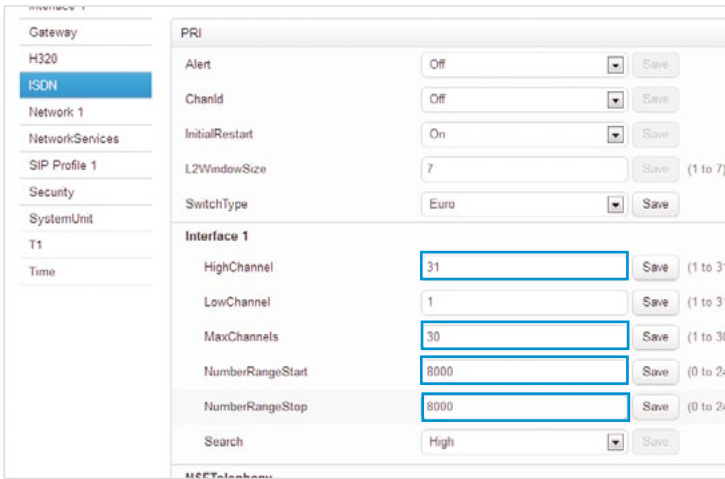 Gateway
H320
ISDN
Network 1
NetworkServices
SIP Profile 1
Security
SystemUnit
T1
Time
PRI
Alert Off Save
ChanId Off Save
InitialRestart On Save
L2WindowSize 7 Save (1 to 7)
SwitchType Euro Save
Interface 1
HighChannel 31 Save (1 to 31
LowChannel 1 Save (1 to 31
MaxChannels 30 Save (1 to 30
NumberRangeStart 8000 Save (0 to 24
NumberRangeStop 8000 Save (0 to 24
Search High Save